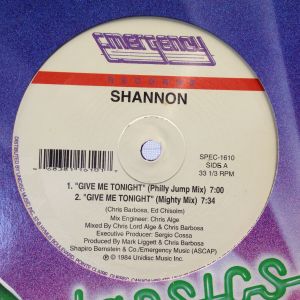 Emergency
RECORDS
SHANNON
SPEC-1610
SIDE A
33 1/3 RPM
1. "GIVE ME TONIGHT" (Philly Jump Mix) 7:00
2. "GIVE ME TONIGHT" (Mighty Mix) 7:34
(Chris Barbosa, Ed Chisolm)
Mix Engineer: Chris Alge
Mixed By Chris Lord Alge & Chris Barbosa
Executive Producer: Sergio Cossa
Produced By Mark Liggett & Chris Barbosa
Shapiro Bernstein & Co./Emergency Music (ASCAP)
℗ © 1984 Unidisc Music Inc.